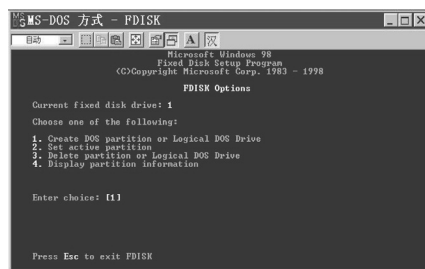 MS-DOS 方式 - FDISK
自动
A 汉
Microsoft Windows 98
Fixed Disk Setup Program
(C)Copyright Microsoft Corp. 1983 - 1998
FDISK Options
Current fixed disk drive: 1
Choose one of the following:
1. Create DOS partition or Logical DOS Drive
2. Set active partition
3. Delete partition or Logical DOS Drive
4. Display partition information
Enter choice: [1]
Press Esc to exit FDISK